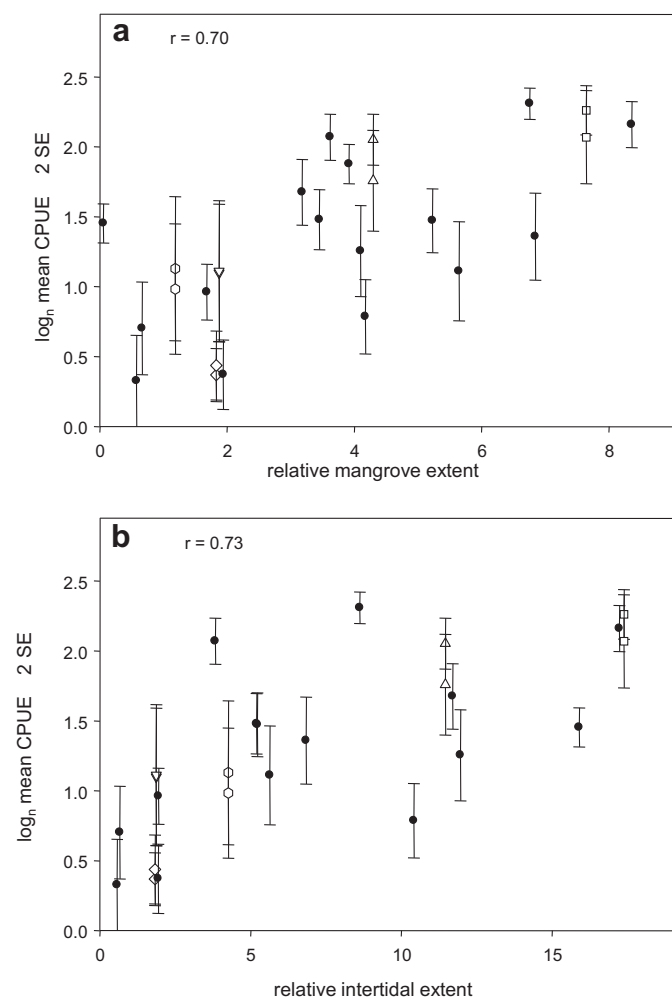 a
r = 0.70
2.5
2.0
1.5
1.0
0.5
0.0
logn mean CPUE 2 SE
0 2 4 6 8
relative mangrove extent
b
r = 0.73
2.5
2.0
1.5
1.0
0.5
0.0
logn mean CPUE 2 SE
0 5 10 15
relative intertidal extent